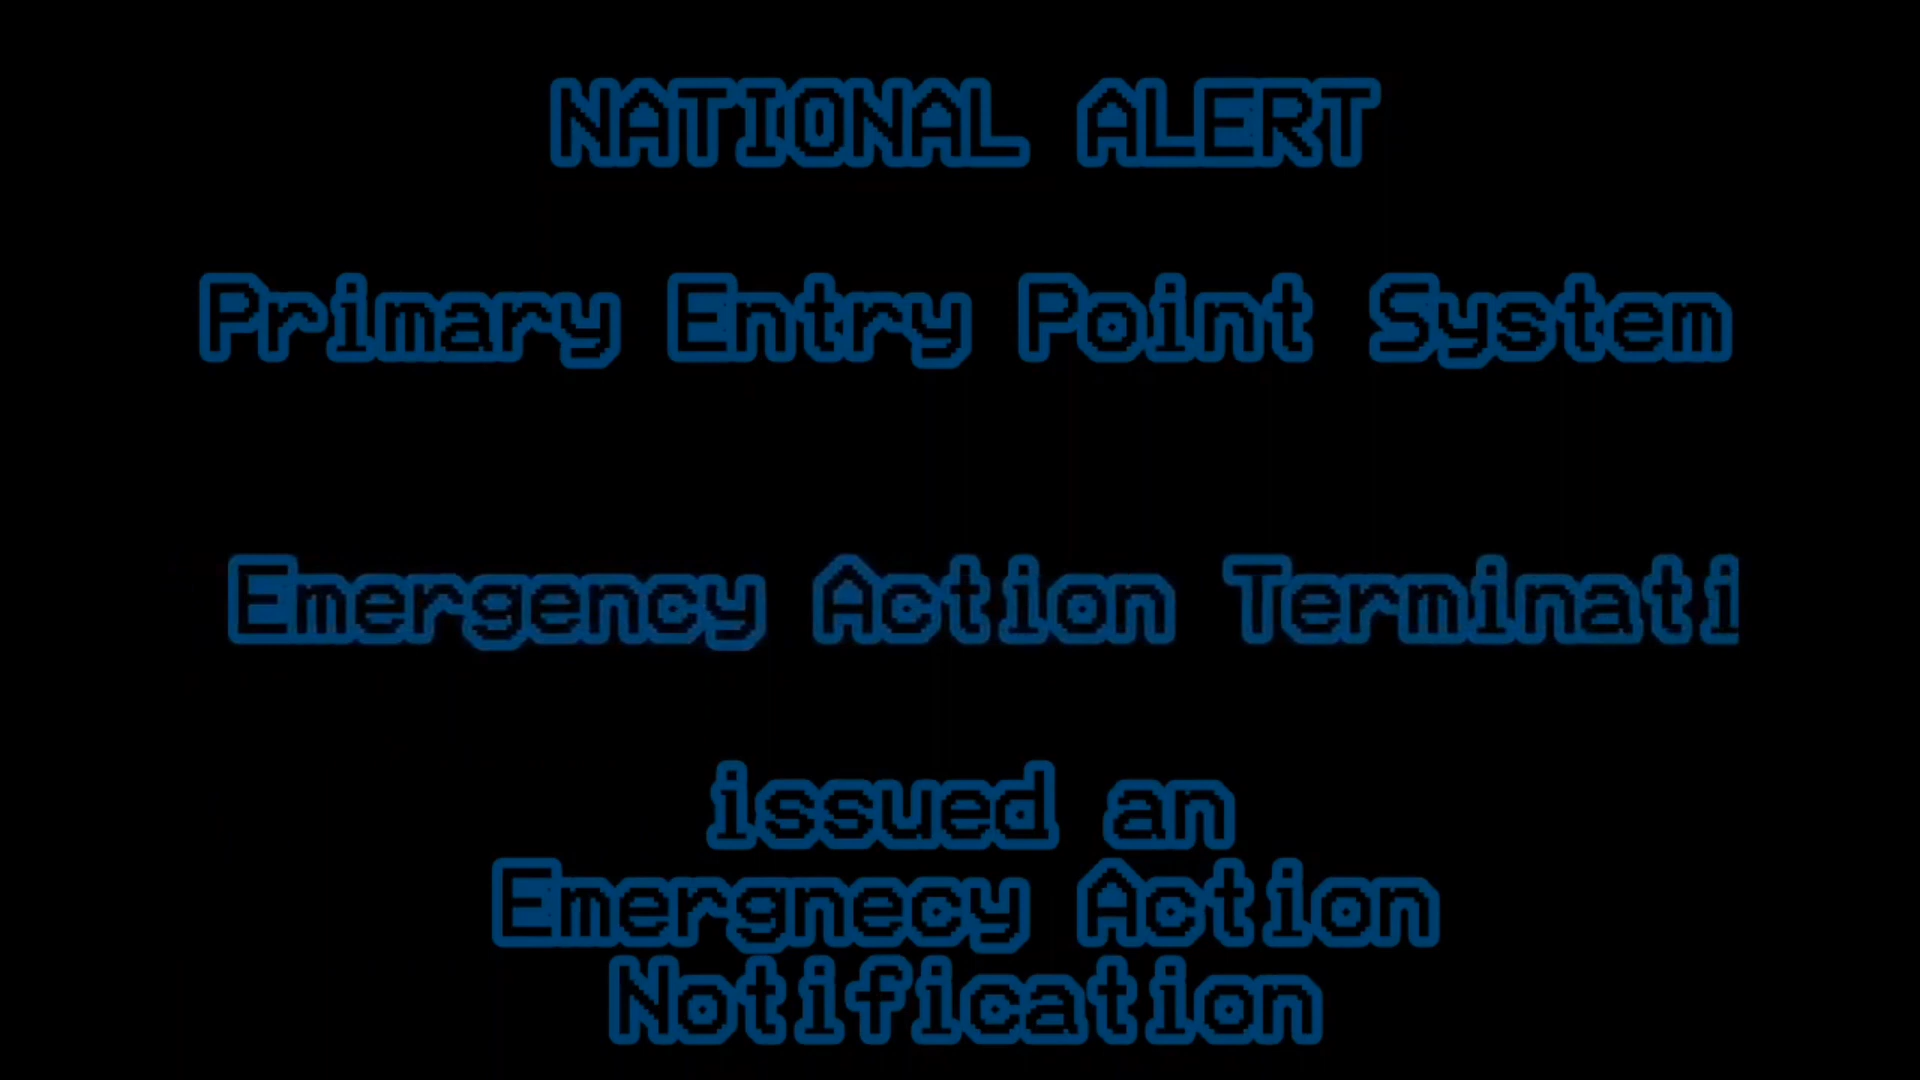 NATIONAL ALERT
Primary Entry Point System
Emergency Action Terminati
issued an
Emergnecy Action
Notification